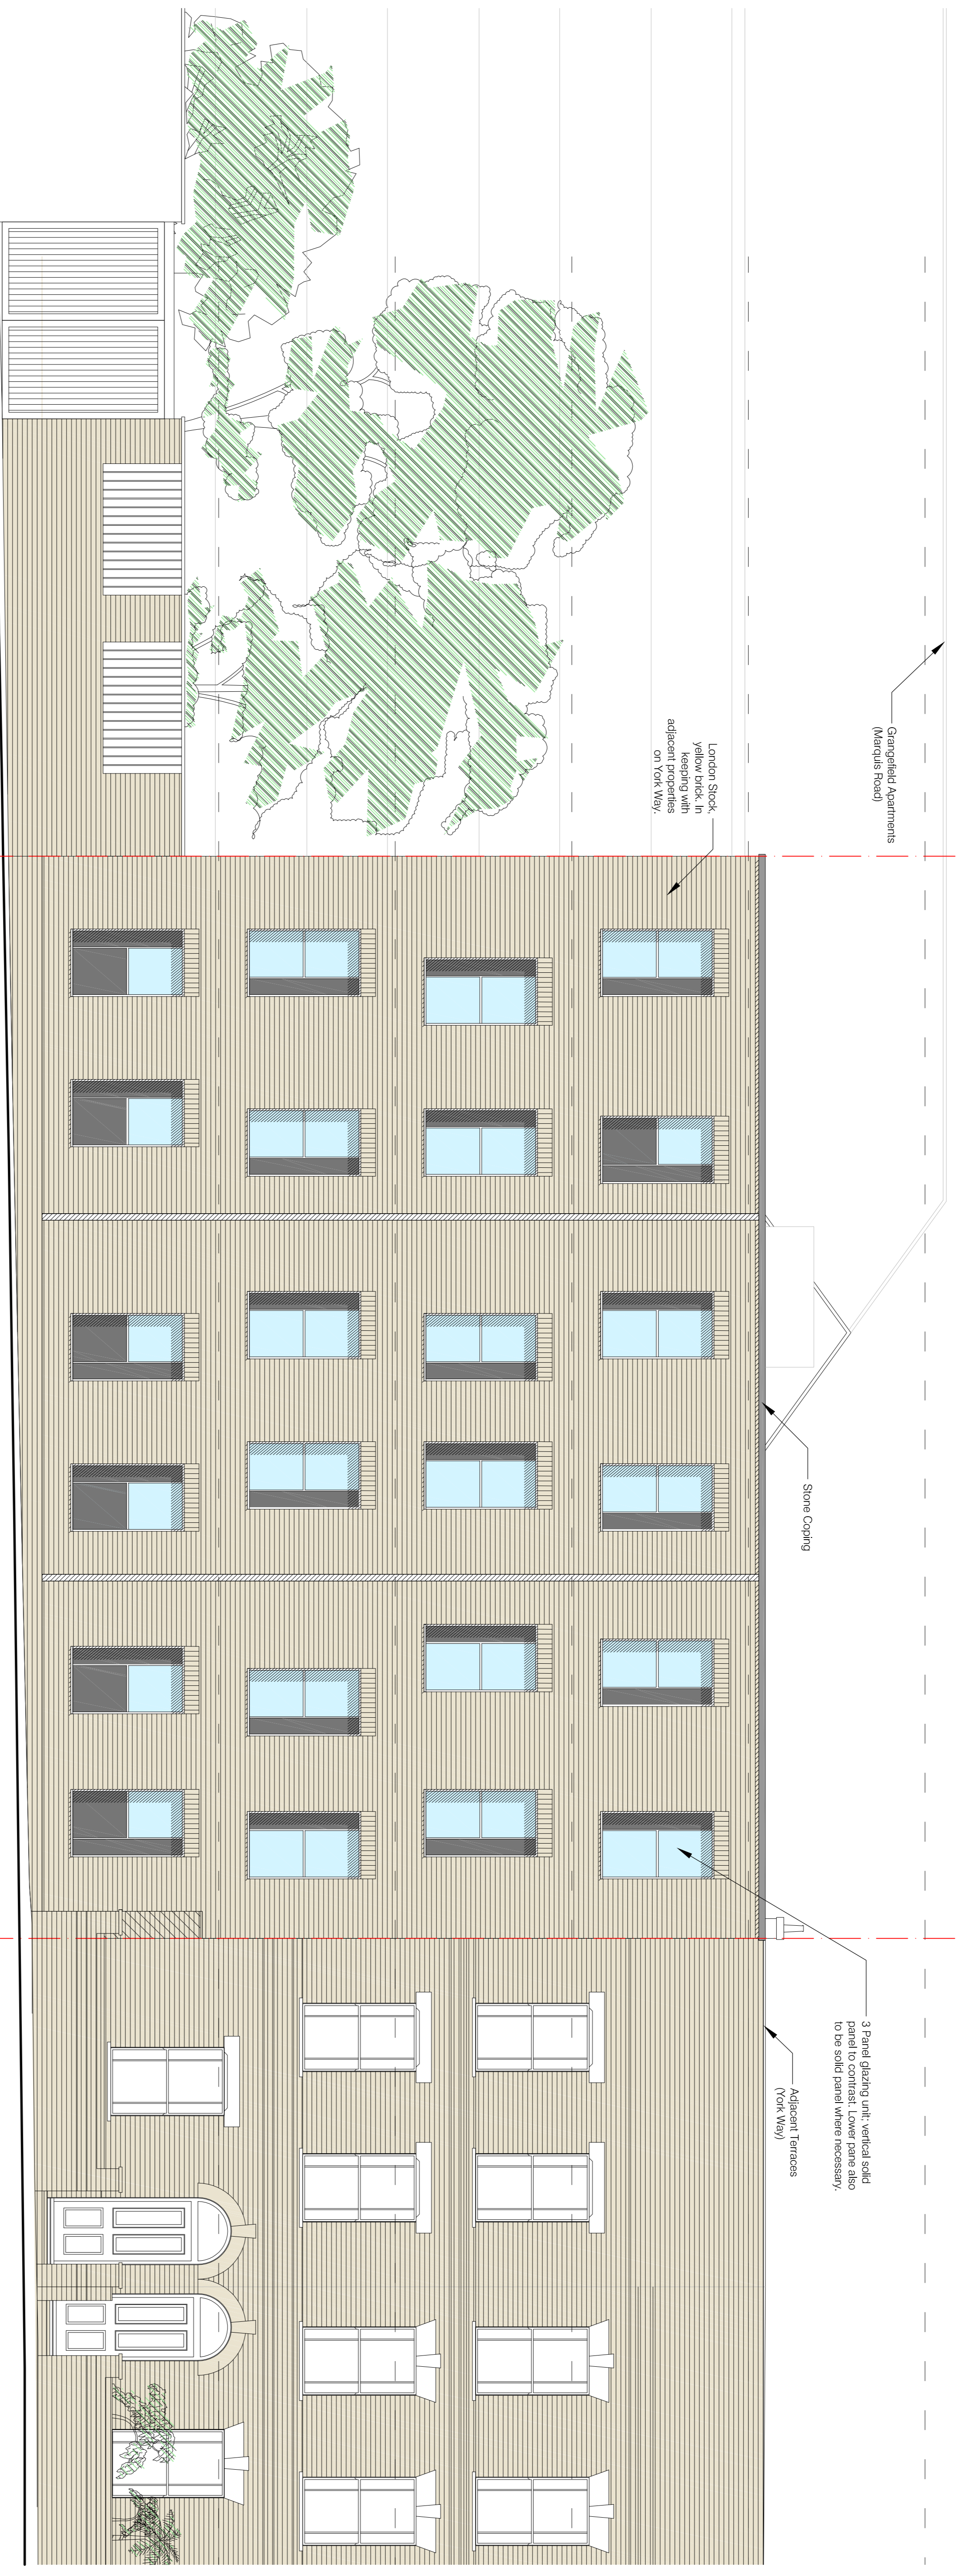 Grangefield Apartments
(Marquis Road)
London Stock,
yellow brick. In
keeping with
adjacent properties
on York Way.
Stone Coping
3 Panel glazing unit; vertical solid
panel to contrast. Lower pane also
to be solid panel where necessary.
Adjacent Terraces
(York Way)